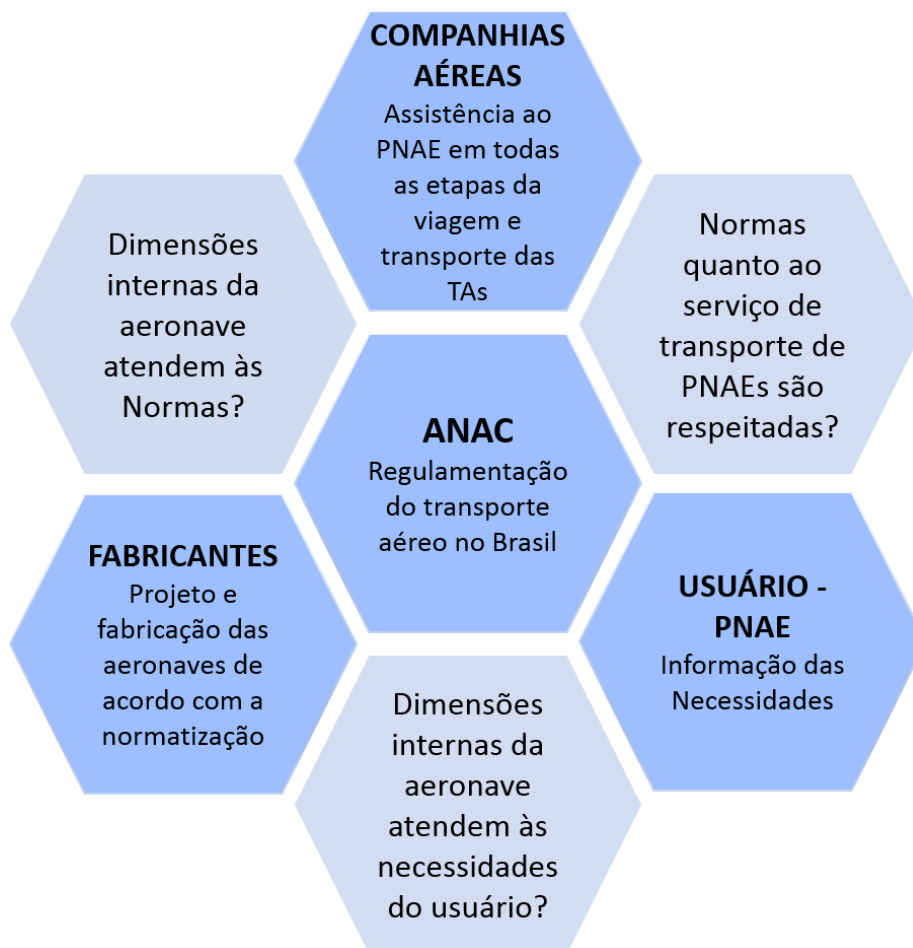 COMPANHIAS
AÉREAS
Assistência ao
PNAE em todas
as etapas da
viagem e
transporte das
TAs
Dimensões
internas da
aeronave
atendem às
Normas?
Normas
quanto ao
serviço de
transporte de
PNAEs são
respeitadas?
ANAC
Regulamentação
do transporte
aéreo no Brasil
FABRICANTES
Projeto e
fabricação das
aeronaves de
acordo com a
normatização
USUÁRIO -
PNAE
Informação das
Necessidades
Dimensões
internas da
aeronave
atendem às
necessidades
do usuário?